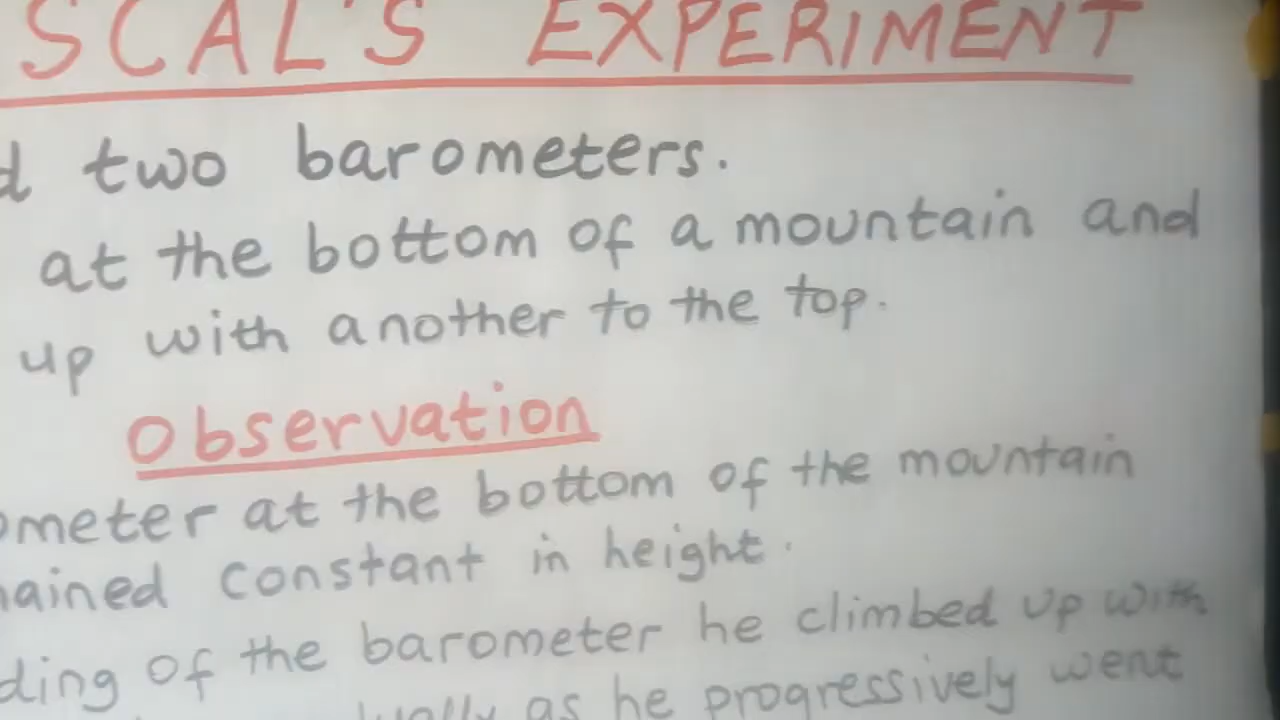 SCAL'S EXPERIMENT
two barometers.
at the bottom of a mountain and
up with another to the top.
Observation
ometer at the bottom of the mountain
ained constant in height.
ding of the barometer he climbed up with
ually as he progressively went